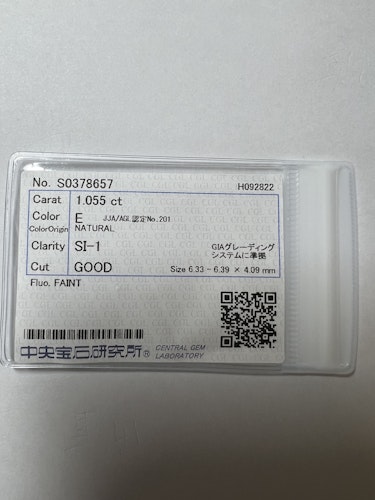 No. S0378657
H092822
Carat 1.055 ct
Color E JJA/AGL認定No.201
ColorOrigin NATURAL
Clarity SI-1 GIAグレーディング
システムに準拠
Cut GOOD Size 6.33 - 6.39 × 4.09 mm
Fluo. FAINT
中央宝石研究所® CENTRAL GEM
LABORATORY